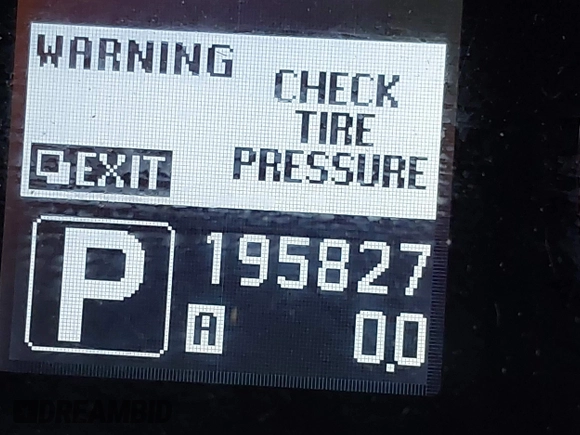 WARNING
CHECK
TIRE
PRESSURE
EXIT
P
195827
A 0.0
DREAMBID